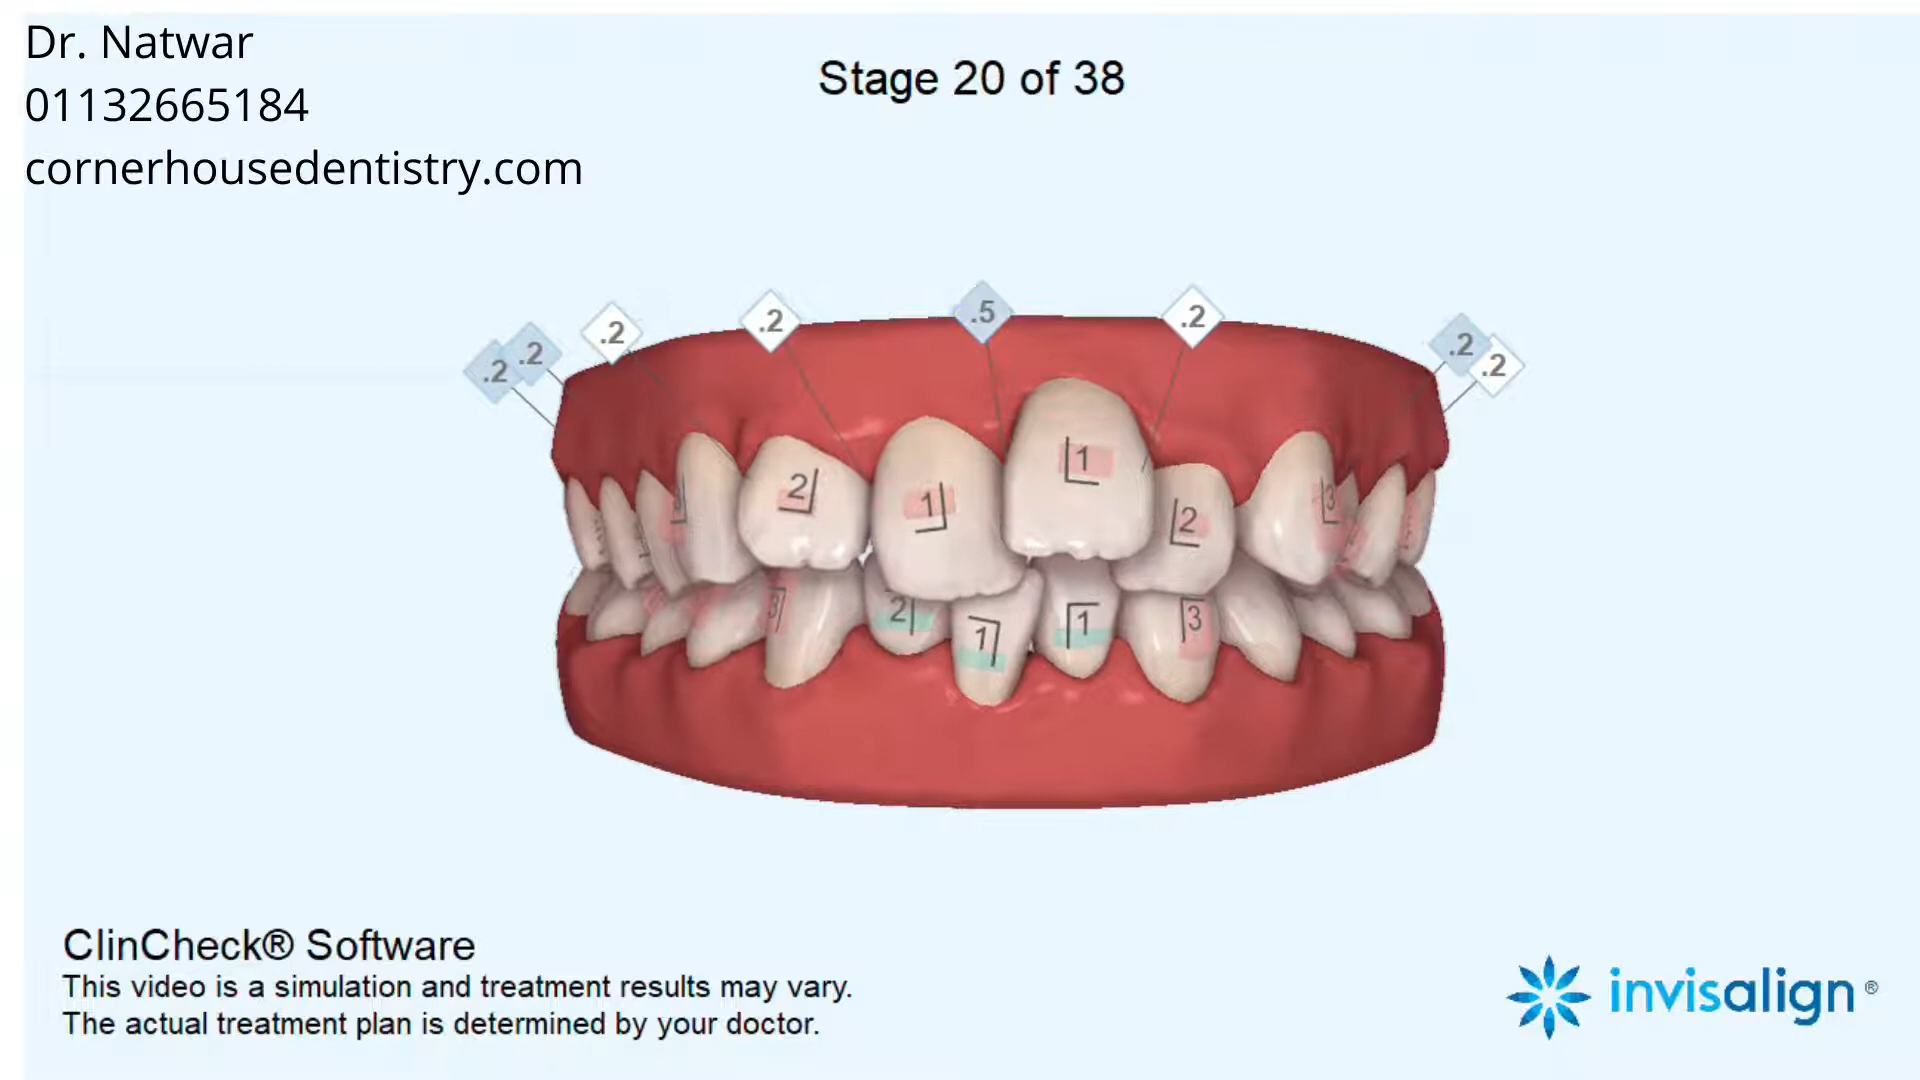 Dr. Natwar
01132665184
cornerhousedentistry.com
Stage 20 of 38
.2 .2 .2 .2 .5 .2 .2 .2
2 1 1 2 3
3 2 1 1 3
ClinCheck® Software
This video is a simulation and treatment results may vary.
The actual treatment plan is determined by your doctor.
invisalign®